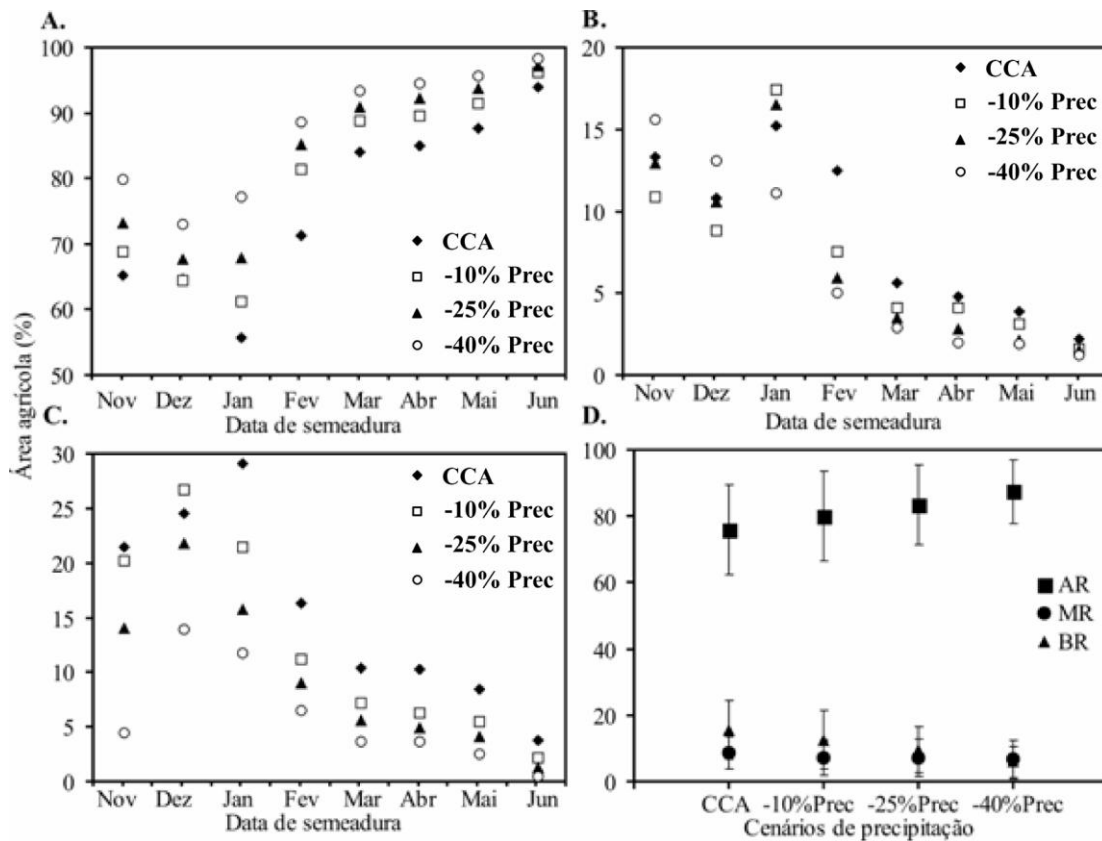 A.
B.
100
90
80
70
60
50
20
15
10
5
0
CCA
-10% Prec
-25% Prec
-40% Prec
CCA
-10% Prec
-25% Prec
-40% Prec
Nov Dez Jan Fev Mar Abr Mai Jun
Data de semeadura
Nov Dez Jan Fev Mar Abr Mai Jun
Data de semeadura
Área agrícola (%)
C.
D.
30
25
20
15
10
5
0
100
80
60
40
20
0
CCA
-10% Prec
-25% Prec
-40% Prec
AR
MR
BR
Nov Dez Jan Fev Mar Abr Mai Jun
Data de semeadura
CCA -10%Prec -25%Prec -40%Prec
Cenários de precipitação